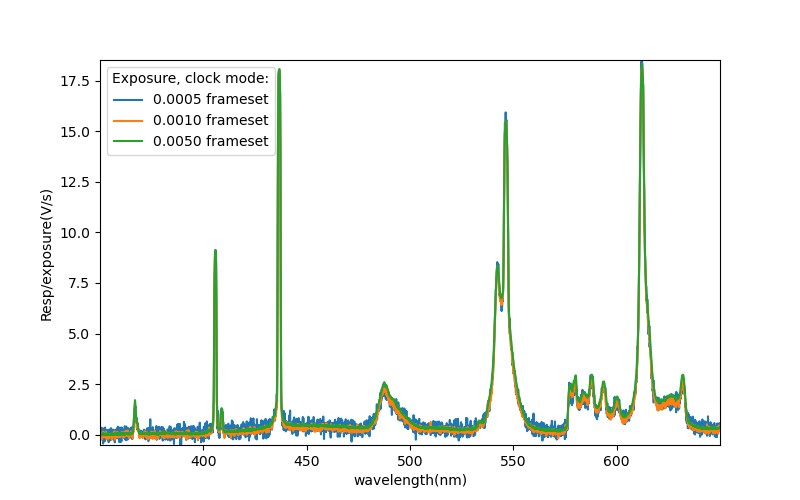 Exposure, clock mode:
0.0005 frameset
0.0010 frameset
0.0050 frameset
Resp/exposure(V/s)
17.5
15.0
12.5
10.0
7.5
5.0
2.5
0.0
400 450 500 550 600
wavelength(nm)